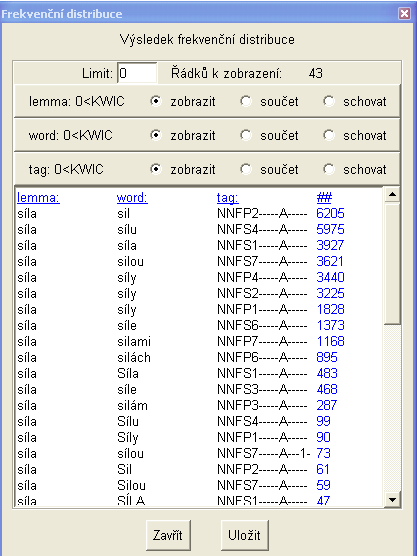 Frekvenční distribuce
Výsledek frekvenční distribuce
Limit: 0 Řádků k zobrazení: 43
lemma: 0<KWIC zobrazit součet schovat
word: 0<KWIC zobrazit součet schovat
tag: 0<KWIC zobrazit součet schovat
lemma: word: tag: ##
síla sil NNFP2-----A----- 6205
síla sílu NNFS4-----A----- 5975
síla síla NNFS1-----A----- 3927
síla silou NNFS7-----A----- 3621
síla síly NNFP4-----A----- 3440
síla síly NNFS2-----A----- 3225
síla síly NNFP1-----A----- 1828
síla síle NNFS6-----A----- 1373
síla silami NNFP7-----A----- 1168
síla silách NNFP6-----A----- 895
síla Síla NNFS1-----A----- 483
síla síle NNFS3-----A----- 468
síla silám NNFP3-----A----- 287
síla Sílu NNFS4-----A----- 99
síla Síly NNFP1-----A----- 90
síla sílou NNFS7-----A---1- 73
síla Sil NNFP2-----A----- 61
síla Silou NNFS7-----A----- 59
síla SÍLA NNFS1-----A----- 47
Zavřít Uložit